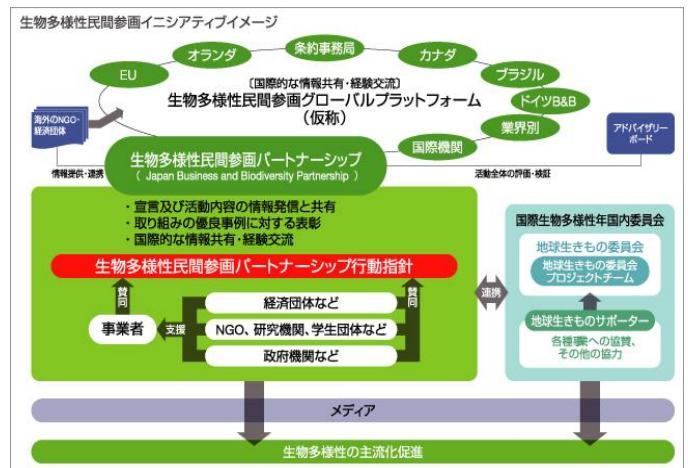 生物多様性民間参画イニシアティブイメージ
条約事務局
オランダ
カナダ
EU
ブラジル
〔国際的な情報共有・経験交流〕
生物多様性民間参画グローバルプラットフォーム
(仮称)
ドイツB&B
業界別
国際機関
海外のNGO・
経済団体
アドバイザリー
ボード
生物多様性民間参画パートナーシップ
( Japan Business and Biodiversity Partnership )
情報提供・連携
活動全体の評価・検証
・宣言及び活動内容の情報発信と共有
・取り組みの優良事例に対する表彰
・国際的な情報共有・経験交流
生物多様性民間参画パートナーシップ行動指針
賛同
賛同
事業者
支援
経済団体など
NGO、研究機関、学生団体など
政府機関など
連携
国際生物多様性年国内委員会
地球生きもの委員会
地球生きもの委員会
プロジェクトチーム
地球生きものサポーター
各種事業への協賛、
その他の協力
メディア
生物多様性の主流化促進